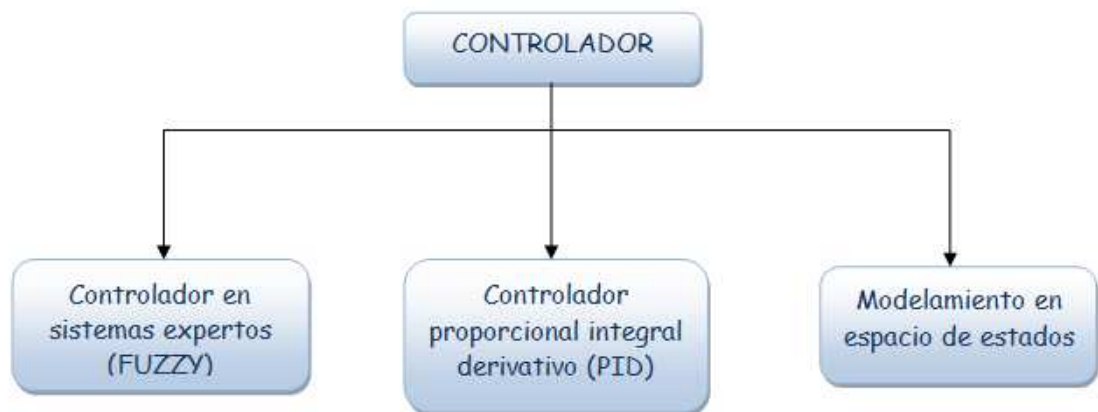 CONTROLADOR
Controlador en
sistemas expertos
(FUZZY)
Controlador
proporcional integral
derivativo (PID)
Modelamiento en
espacio de estados